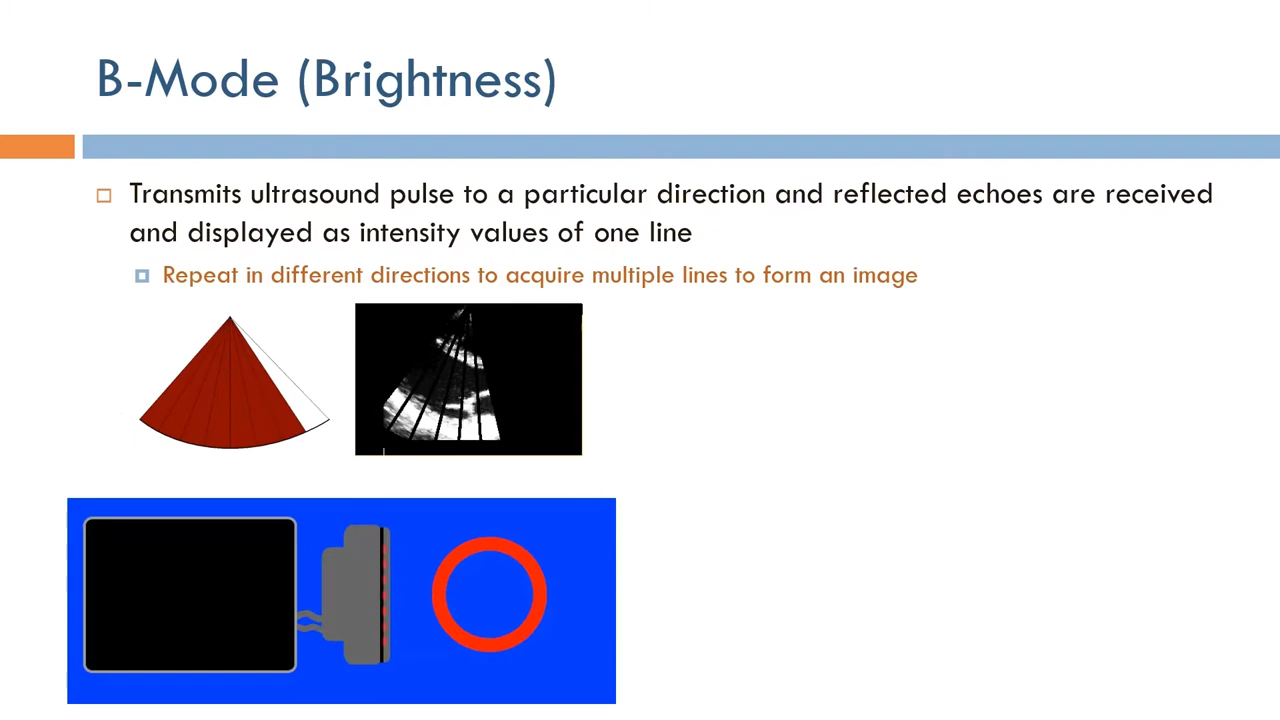 B-Mode (Brightness)
Transmits ultrasound pulse to a particular direction and reflected echoes are received
and displayed as intensity values of one line
Repeat in different directions to acquire multiple lines to form an image